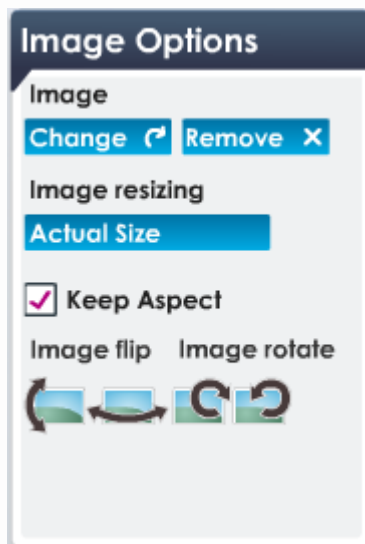 Image Options
Image
Change Remove
Image resizing
Actual Size
Keep Aspect
Image flip Image rotate